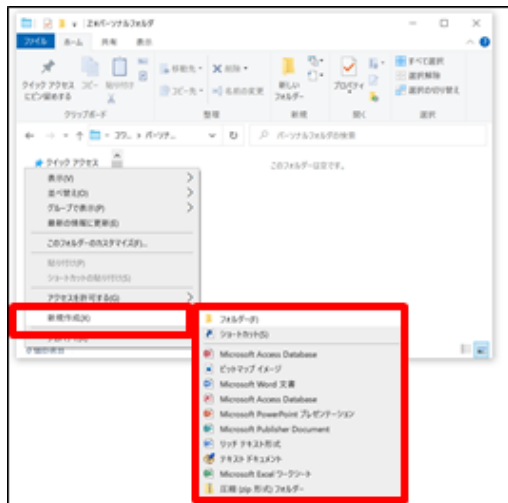 Z:¥パーソナルフォルダ
ファイル ホーム 共有 表示
クイック アクセスにピン留めする
コピー
貼り付け
クリップボード
移動先
コピー先
削除
名前の変更
整理
新しいフォルダー
新規
プロパティ
開く
すべて選択
選択解除
選択の切り替え
選択
パーソナルフォルダの検索
クイック アクセス
このフォルダーは空です。
表示(V)
並べ替え(O)
グループで表示(P)
最新の情報に更新(E)
このフォルダーのカスタマイズ(F)...
貼り付け(P)
ショートカットの貼り付け(S)
アクセスを許可する(G)
新規作成(X)
フォルダー(F)
ショートカット(S)
Microsoft Access Database
ビットマップ イメージ
Microsoft Word 文書
Microsoft Access Database
Microsoft PowerPoint プレゼンテーション
Microsoft Publisher Document
リッチ テキスト形式
テキスト ドキュメント
Microsoft Excel ワークシート
圧縮 (zip 形式) フォルダー